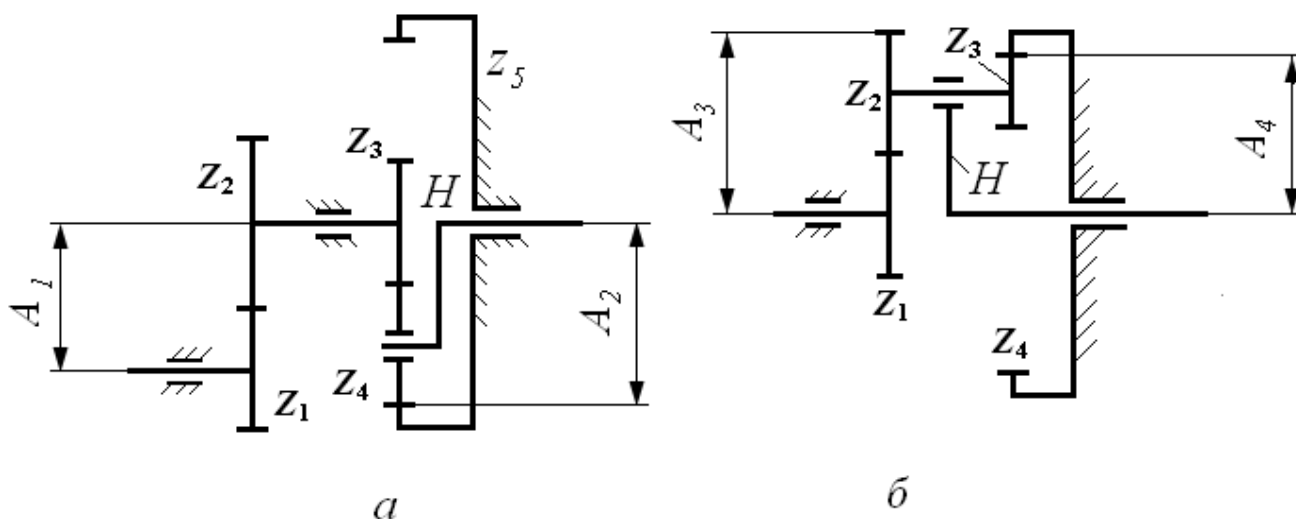 z₅
z₂
z₃
H
A₁
A₂
z₄
z₁
а
z₃
A₃
z₂
A₄
H
z₁
z₄
б